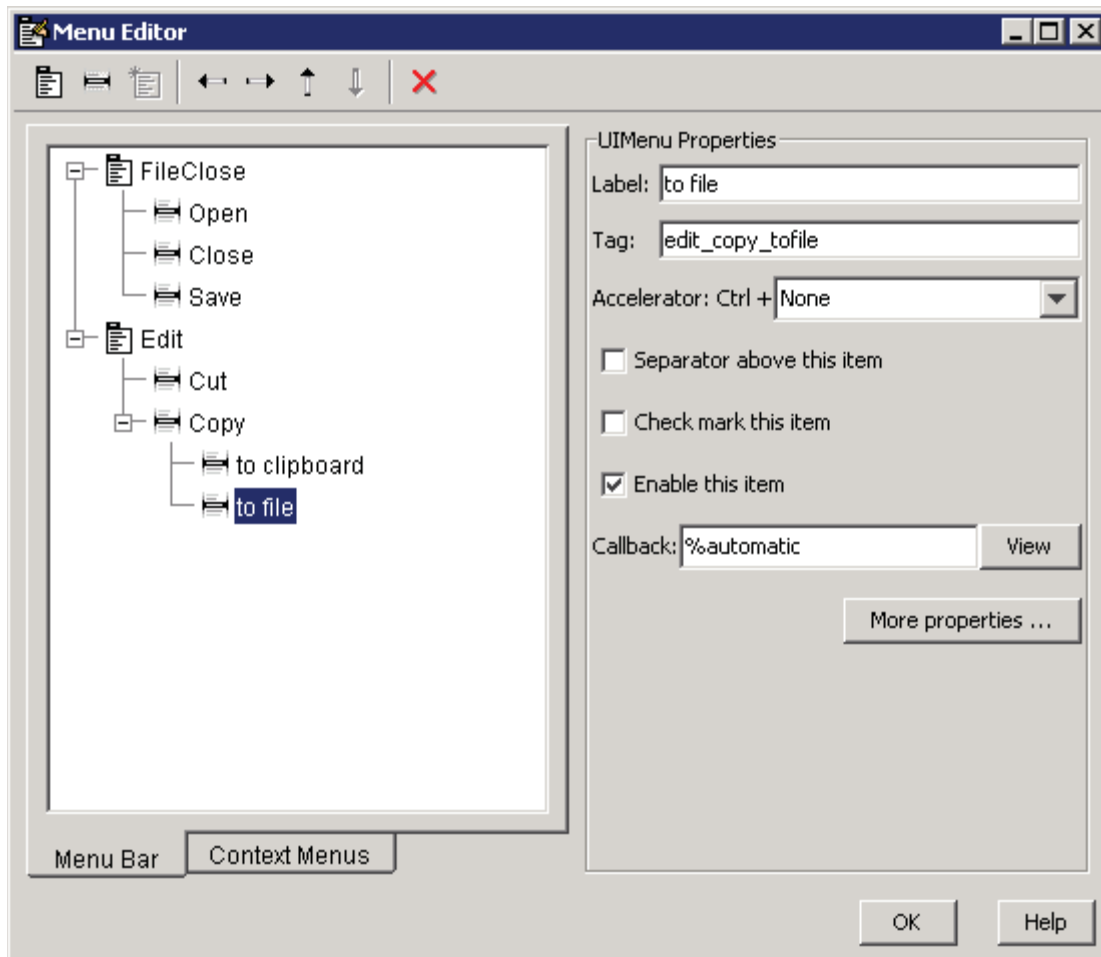 Menu Editor
FileClose
Open
Close
Save
Edit
Cut
Copy
to clipboard
to file
Menu Bar
Context Menus
UIMenu Properties
Label: to file
Tag: edit_copy_tofile
Accelerator: Ctrl + None
Separator above this item
Check mark this item
Enable this item
Callback: %automatic View
More properties ...
OK Help